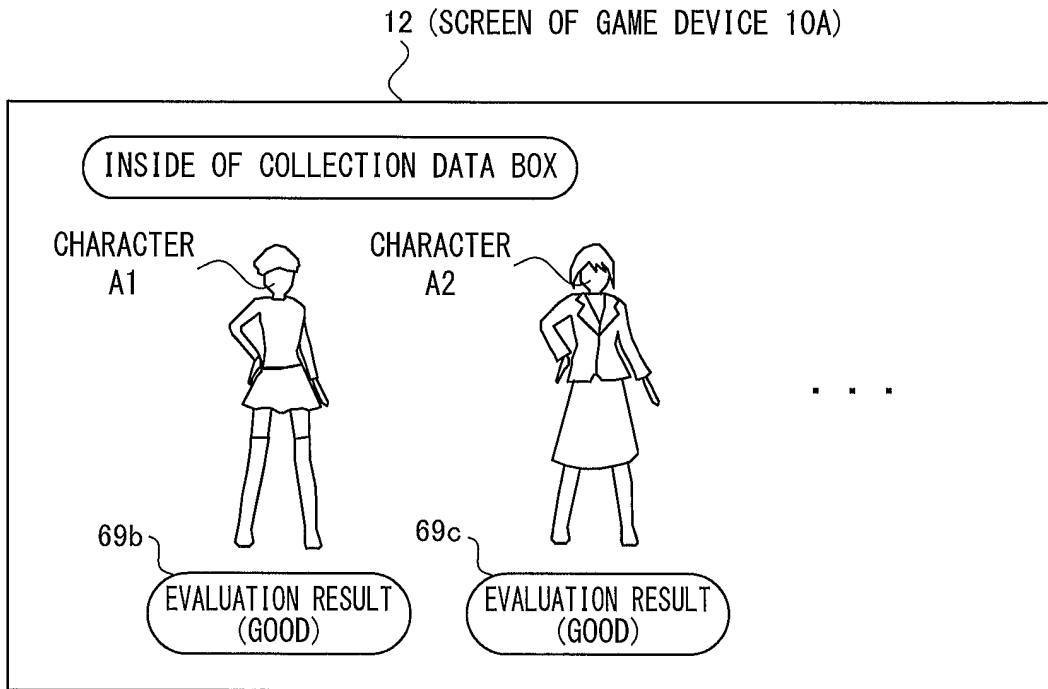 12 (SCREEN OF GAME DEVICE 10A)
INSIDE OF COLLECTION DATA BOX
CHARACTER
A1
CHARACTER
A2
. . .
69b
EVALUATION RESULT
(GOOD)
69c
EVALUATION RESULT
(GOOD)